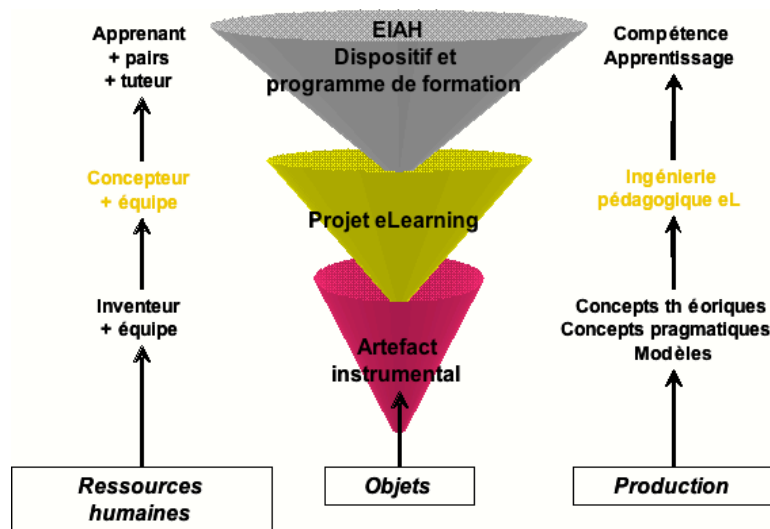 Apprenant
+ pairs
+ tuteur
EIAH
Dispositif et
programme de formation
Compétence
Apprentissage
Concepteur
+ équipe
Projet eLearning
Ingénierie
pédagogique eL
Inventeur
+ équipe
Artefact
instrumental
Concepts th éoriques
Concepts pragmatiques
Modèles
Ressources
humaines
Objets
Production